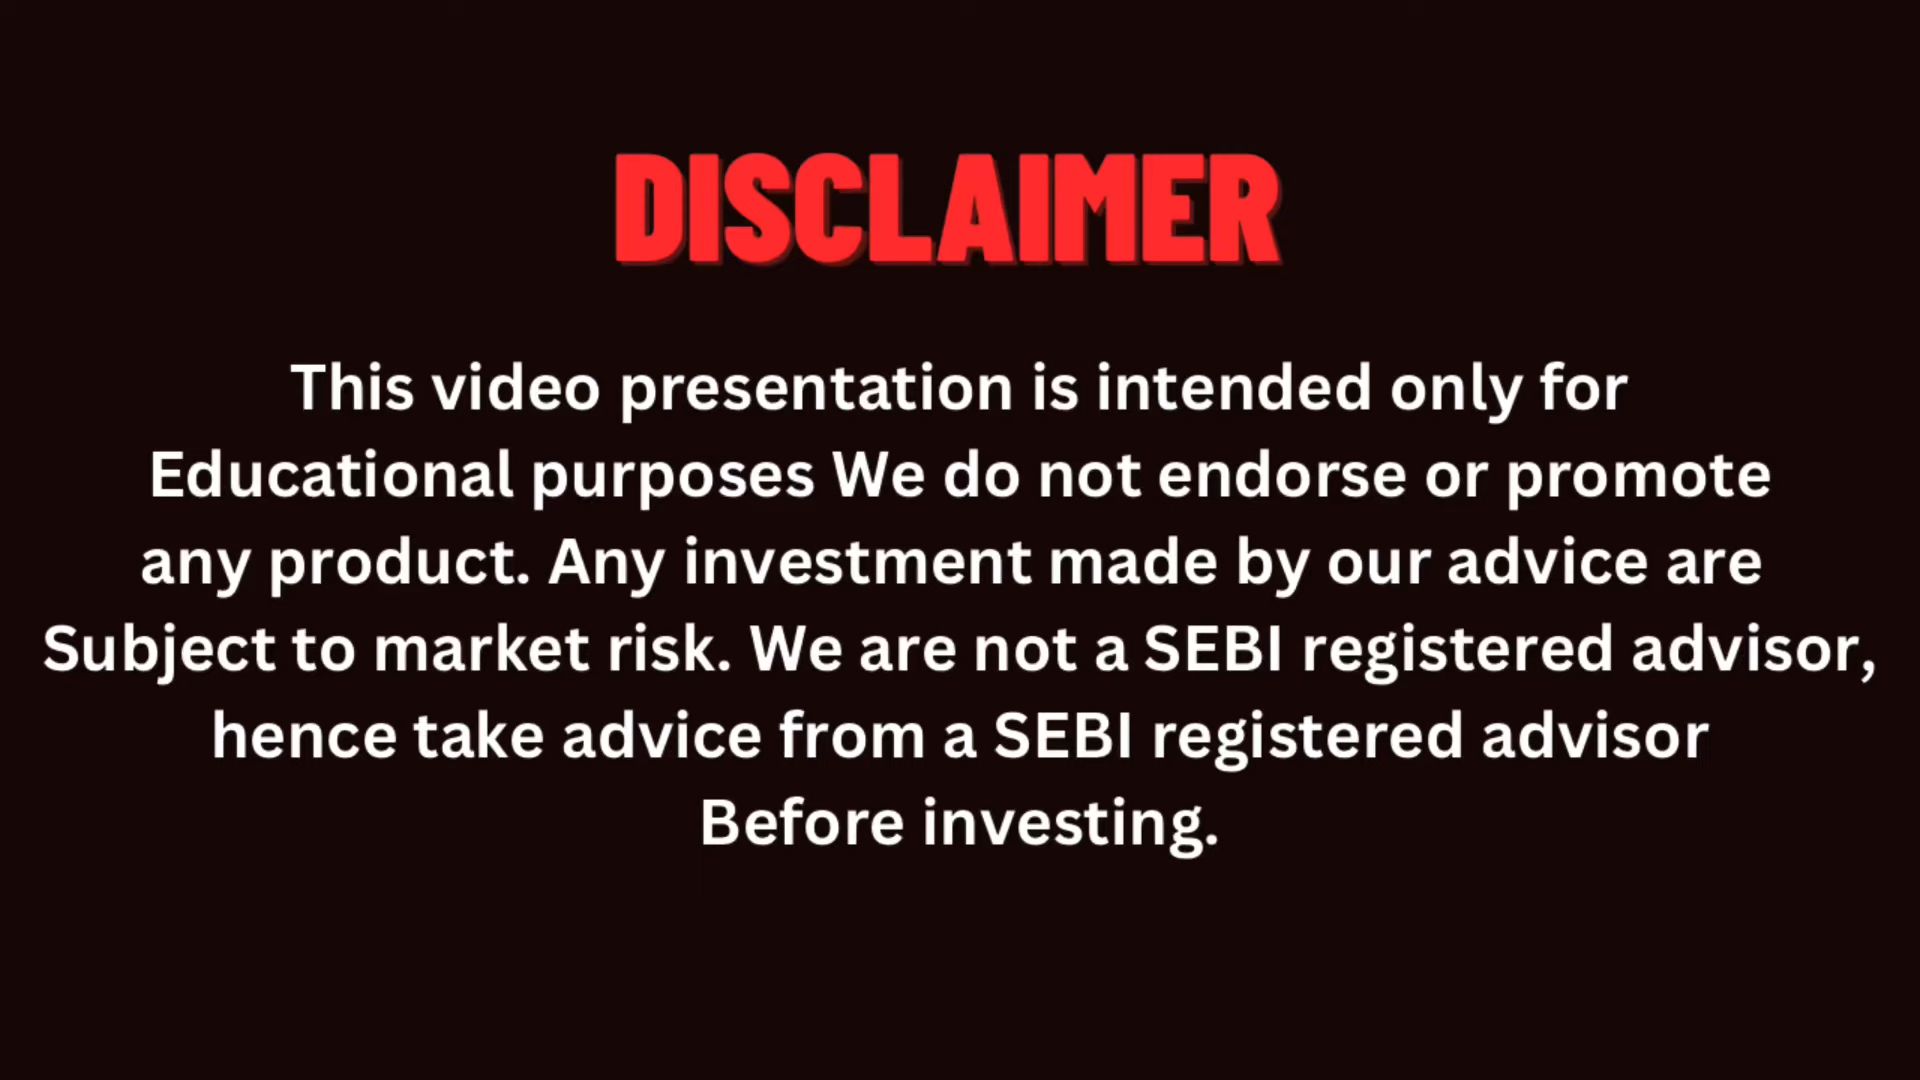 DISCLAIMER
This video presentation is intended only for
Educational purposes We do not endorse or promote
any product. Any investment made by our advice are
Subject to market risk. We are not a SEBI registered advisor,
hence take advice from a SEBI registered advisor
Before investing.